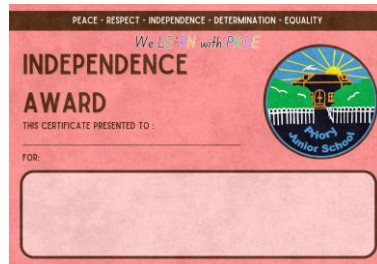 PEACE - RESPECT - INDEPENDENCE - DETERMINATION - EQUALITY
We LEARN with PRIDE
INDEPENDENCE
AWARD
THIS CERTIFICATE PRESENTED TO :
FOR:
Priory
Junior School